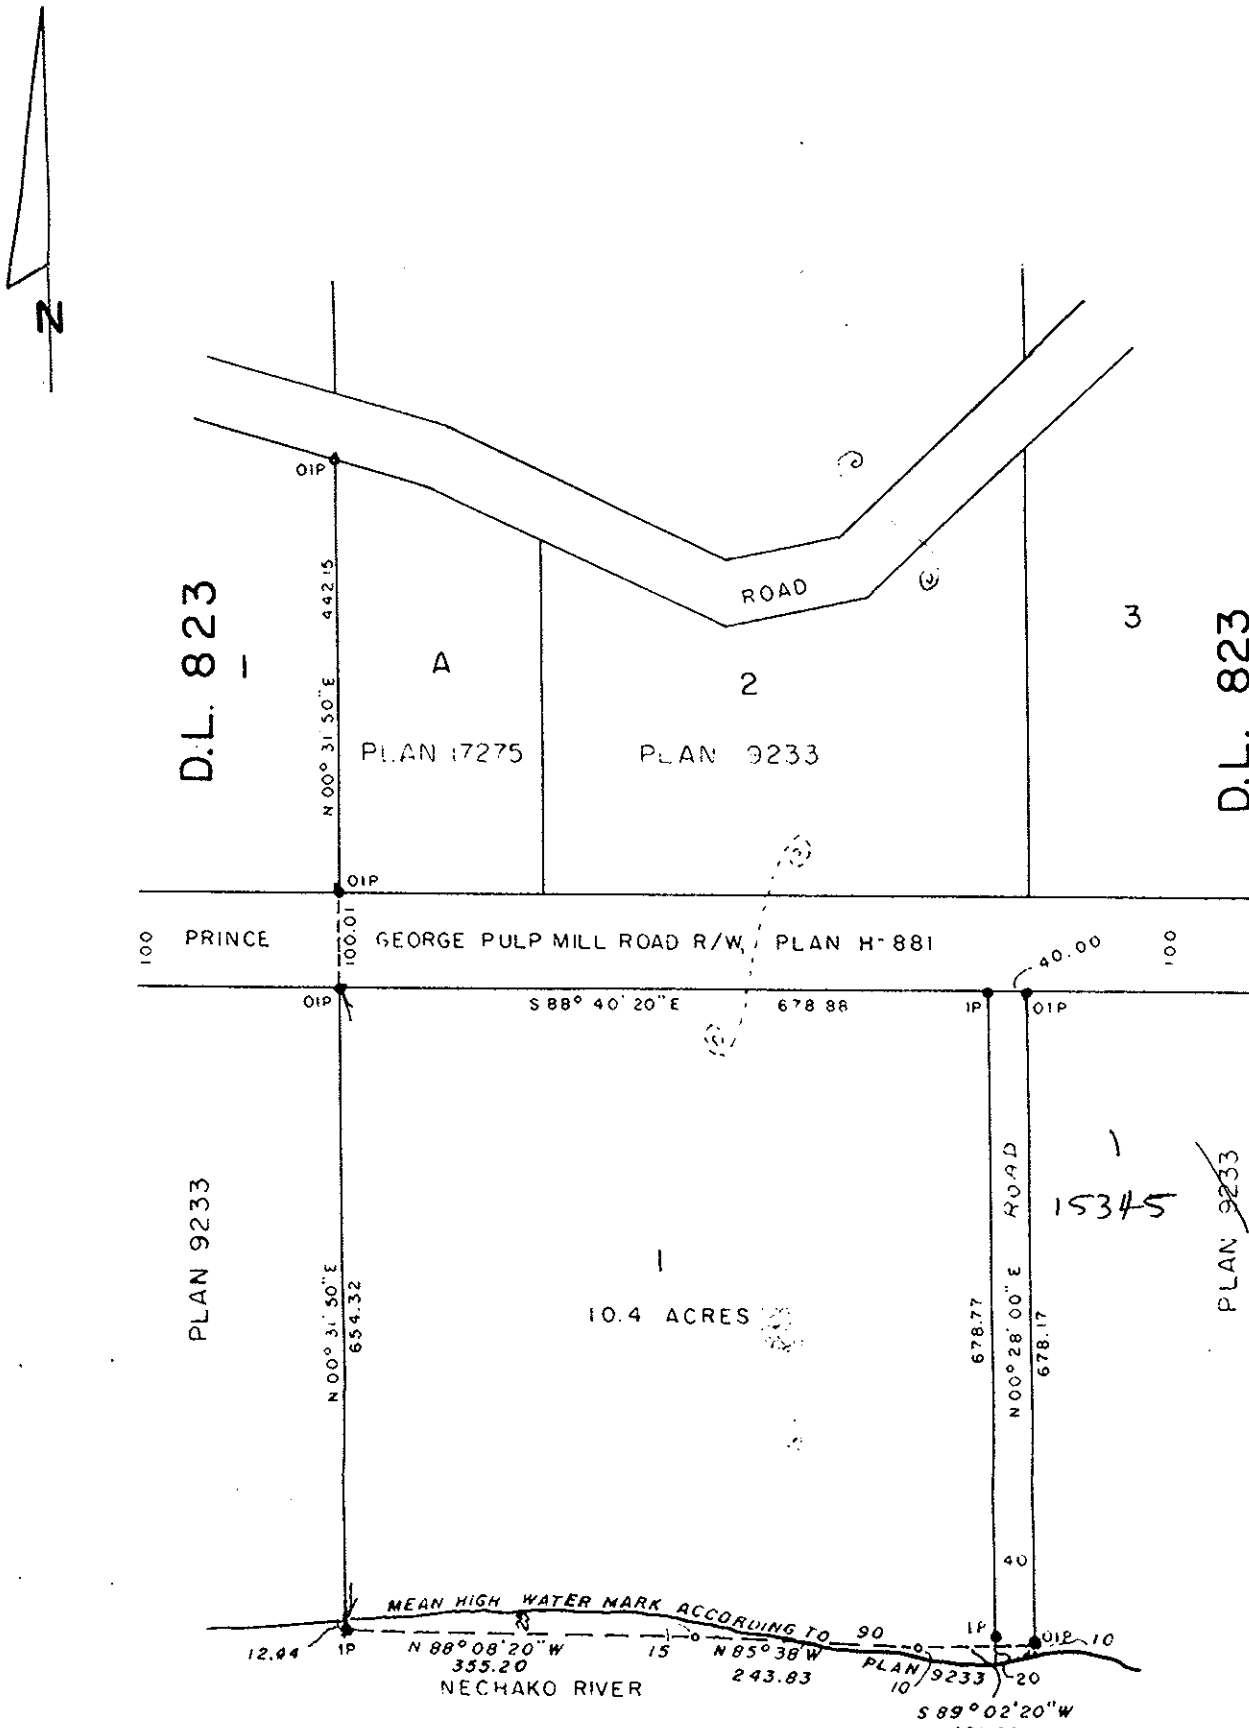 N
OIP
ROAD
442.15
N 00° 31' 50" E
D.L. 823
1
A
2
3
D.L. 823
PLAN 17275
PLAN 9233
OIP
100
PRINCE GEORGE PULP MILL ROAD R/W PLAN H-881
100.01
40.00
100
OIP
S 88° 40' 20" E 678.88
IP
OIP
PLAN 9233
N 00° 31' 50" E
654.32
1
10.4 ACRES
678.77
ROAD
N 00° 28' 00" E
678.17
40
1
15345
PLAN 9233
MEAN HIGH WATER MARK ACCORDING TO
PLAN 9233
90
12.94
IP
N 88° 08' 20" W
355.20
15
N 85° 38' W
243.83
10
IP
OIP
10
20
NECHAKO RIVER
S 89° 02' 20" W